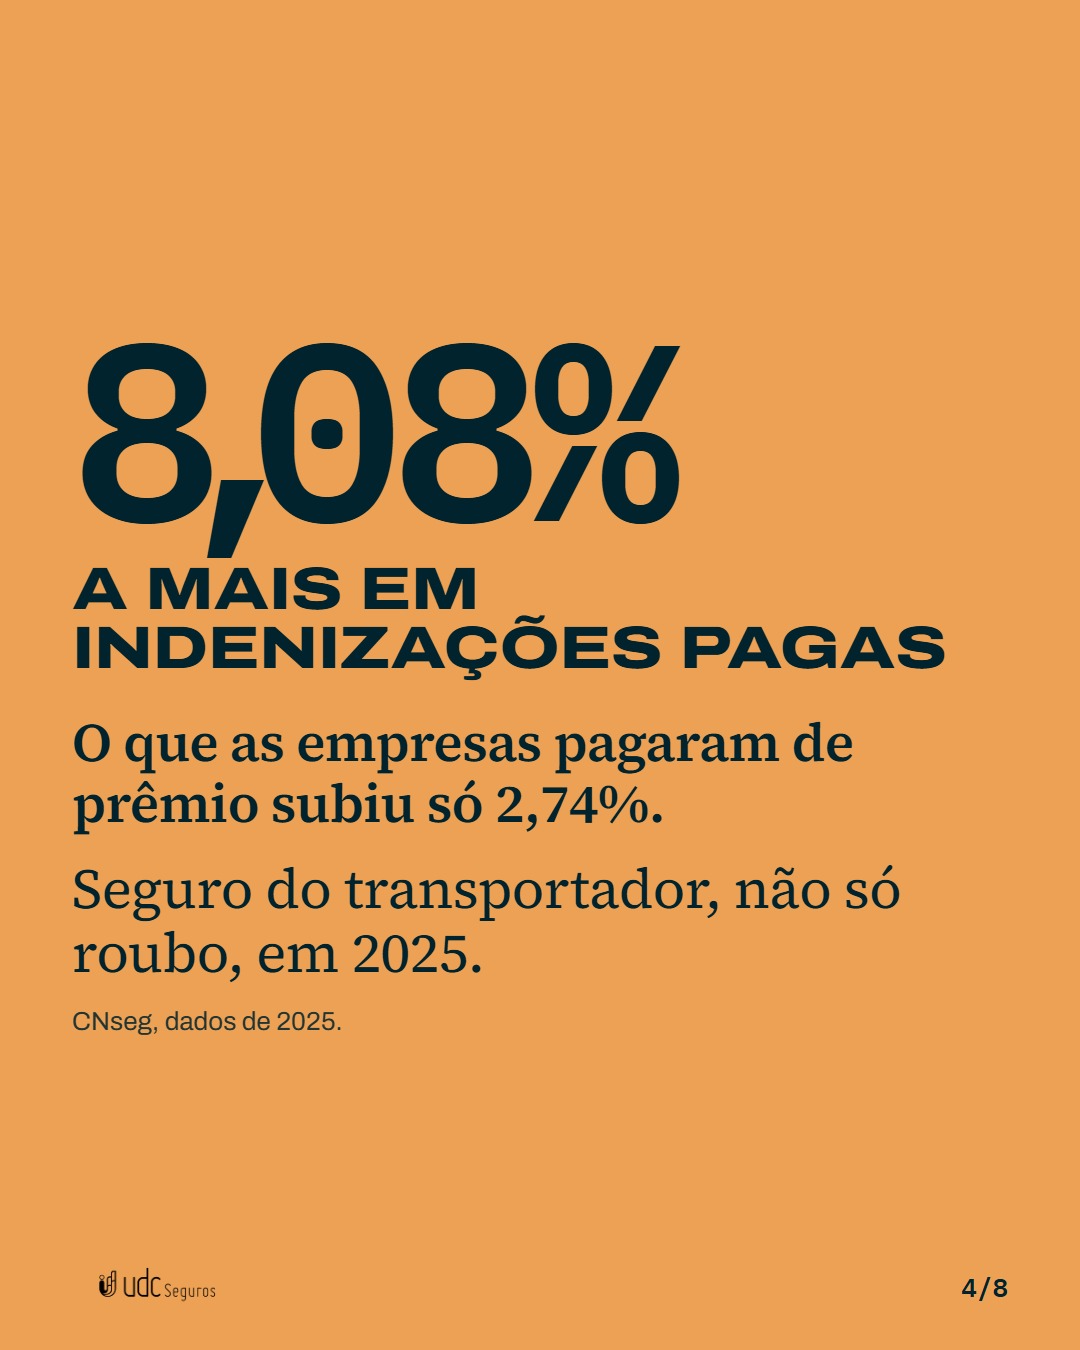 8,08%
A MAIS EM
INDENIZAÇÕES PAGAS
O que as empresas pagaram de
prêmio subiu só 2,74%.
Seguro do transportador, não só
roubo, em 2025.
CNseg, dados de 2025.
udc Seguros
4/8